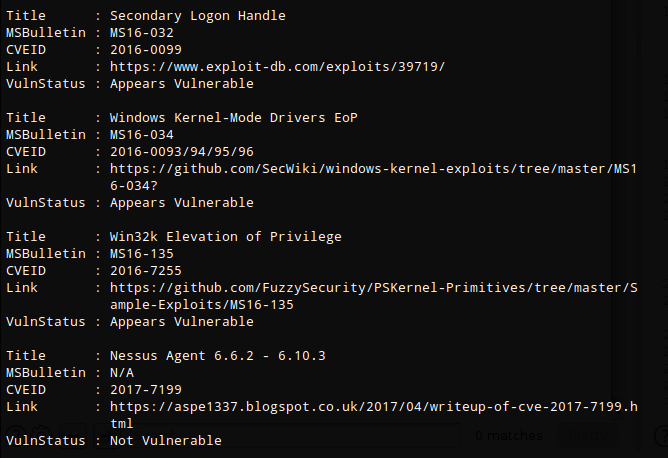 Title      : Secondary Logon Handle
MSBulletin : MS16-032
CVEID      : 2016-0099
Link       : https://www.exploit-db.com/exploits/39719/
VulnStatus : Appears Vulnerable
Title      : Windows Kernel-Mode Drivers EoP
MSBulletin : MS16-034
CVEID      : 2016-0093/94/95/96
Link       : https://github.com/SecWiki/windows-kernel-exploits/tree/master/MS1
6-034?
VulnStatus : Appears Vulnerable
Title      : Win32k Elevation of Privilege
MSBulletin : MS16-135
CVEID      : 2016-7255
Link       : https://github.com/FuzzySecurity/PSKernel-Primitives/tree/master/S
ample-Exploits/MS16-135
VulnStatus : Appears Vulnerable
Title      : Nessus Agent 6.6.2 - 6.10.3
MSBulletin : N/A
CVEID      : 2017-7199
Link       : https://aspe1337.blogspot.co.uk/2017/04/writeup-of-cve-2017-7199.h
tml
VulnStatus : Not Vulnerable
0 matches